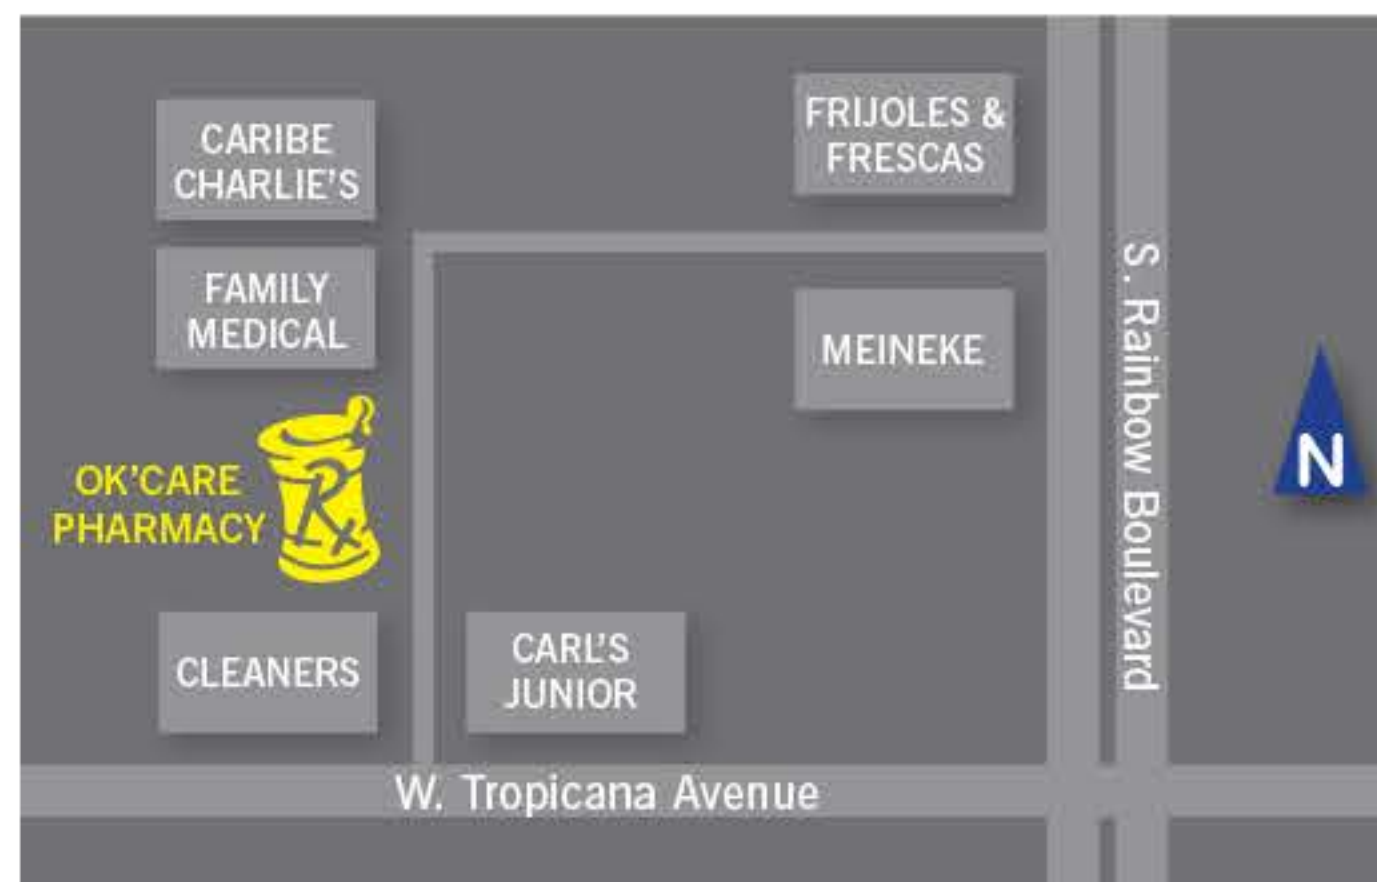 CARIBE
CHARLIE'S
FRIJOLES &
FRESCAS
FAMILY
MEDICAL
MEINEKE
S. Rainbow Boulevard
N
OK'CARE
PHARMACY
Rx
CLEANERS
CARL'S
JUNIOR
W. Tropicana Avenue